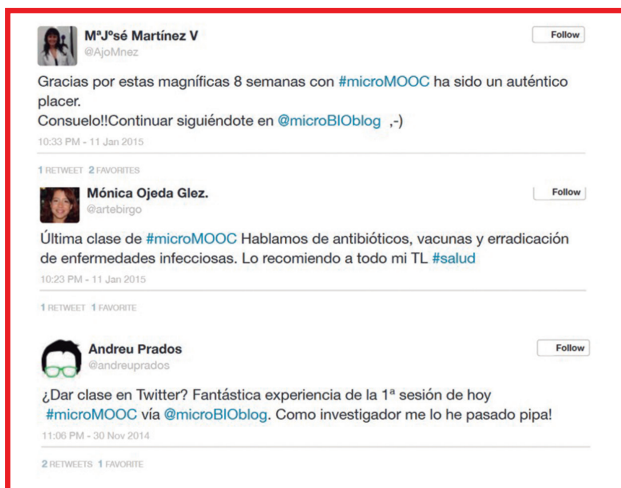 MªJºsé Martínez V
Follow
@AjoMnez
Gracias por estas magníficas 8 semanas con #microMOOC ha sido un auténtico
placer.
Consuelo!!Continuar siguiéndote en @microBIOblog ,-)
10:33 PM - 11 Jan 2015
1 RETWEET 2 FAVORITES
Mónica Ojeda Glez.
Follow
@artebirgo
Última clase de #microMOOC Hablamos de antibióticos, vacunas y erradicación
de enfermedades infecciosas. Lo recomiendo a todo mi TL #salud
10:23 PM - 11 Jan 2015
1 RETWEET 1 FAVORITE
Andreu Prados
Follow
@andreuprados
¿Dar clase en Twitter? Fantástica experiencia de la 1ª sesión de hoy
#microMOOC vía @microBIOblog. Como investigador me lo he pasado pipa!
11:06 PM - 30 Nov 2014
2 RETWEETS 1 FAVORITE